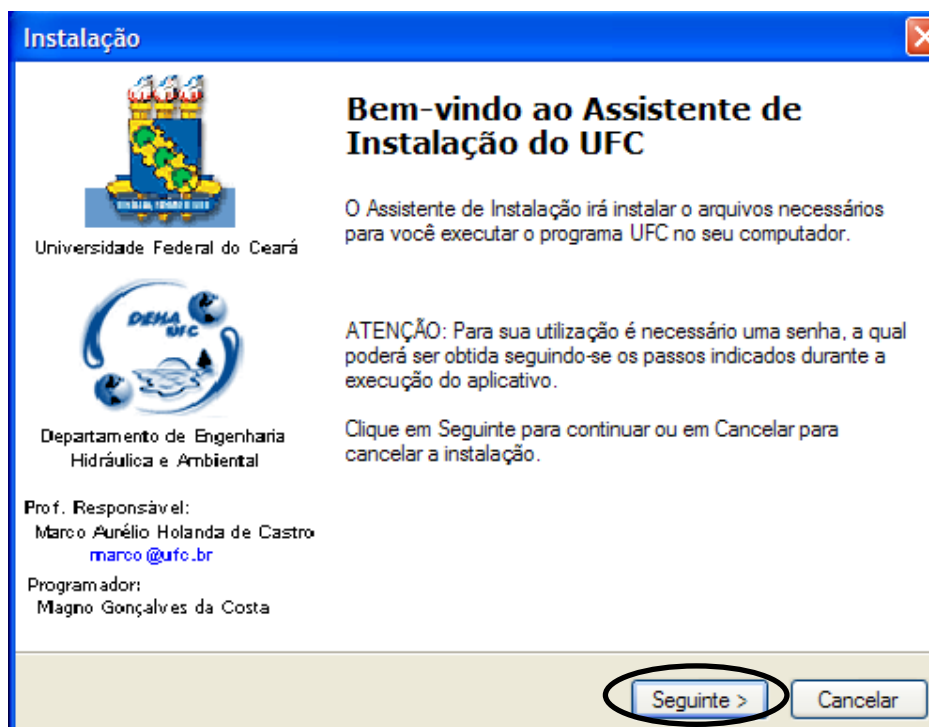 Instalação
Universidade Federal do Ceará
DEHA
UFC
Departamento de Engenharia
Hidráulica e Ambiental
Prof. Responsável:
Marco Aurélio Holanda de Castro
marco@ufc.br
Programador:
Magno Gonçalves da Costa
Bem-vindo ao Assistente de
Instalação do UFC
O Assistente de Instalação irá instalar o arquivos necessários
para você executar o programa UFC no seu computador.
ATENÇÃO: Para sua utilização é necessário uma senha, a qual
poderá ser obtida seguindo-se os passos indicados durante a
execução do aplicativo.
Clique em Seguinte para continuar ou em Cancelar para
cancelar a instalação.
Seguinte >
Cancelar